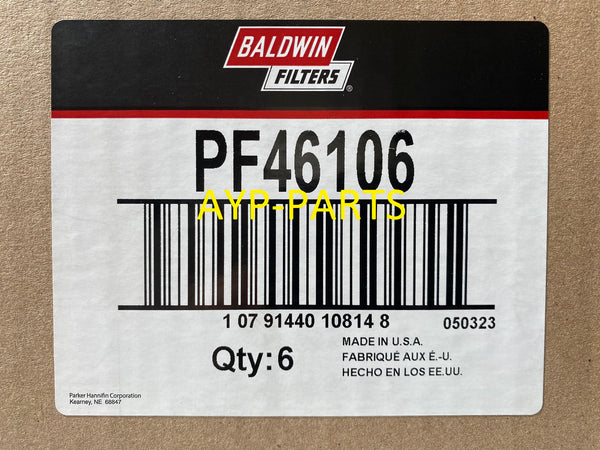 BALDWIN
FILTERS®
PF46106
AYP-PARTS
1 07 91440 10814 8
050323
Qty: 6
MADE IN U.S.A.
FABRIQUÉ AUX É.-U.
HECHO EN LOS EE.UU.
Parker Hannifin Corporation
Kearney, NE 68847